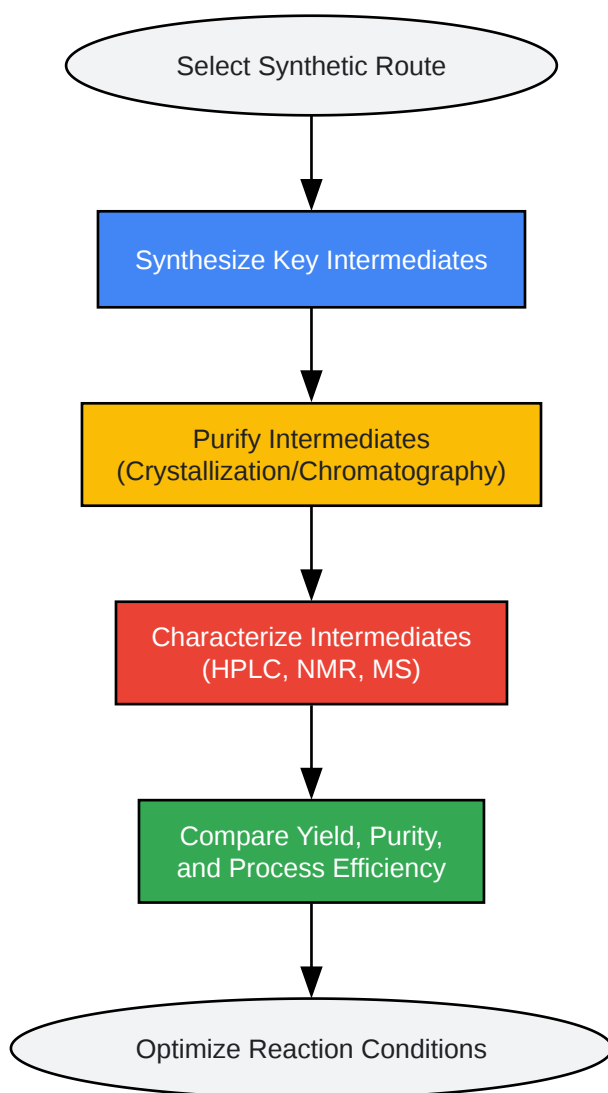 Select Synthetic Route
Synthesize Key Intermediates
Purify Intermediates
(Crystallization/Chromatography)
Characterize Intermediates
(HPLC, NMR, MS)
Compare Yield, Purity,
and Process Efficiency
Optimize Reaction Conditions